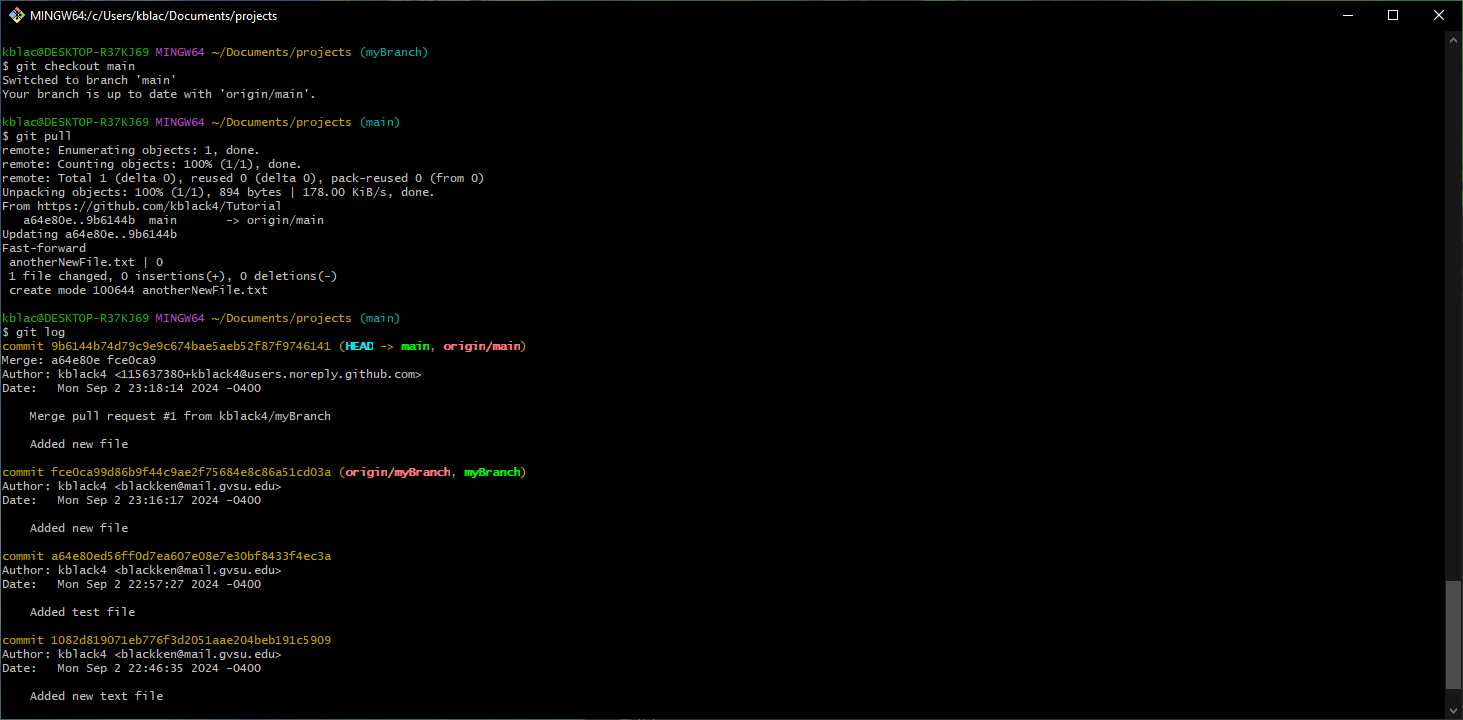 MINGW64:/c/Users/kblac/Documents/projects
kblac@DESKTOP-R37KJ69 MINGW64 ~/Documents/projects (myBranch)
$ git checkout main
Switched to branch 'main'
Your branch is up to date with 'origin/main'.
kblac@DESKTOP-R37KJ69 MINGW64 ~/Documents/projects (main)
$ git pull
remote: Enumerating objects: 1, done.
remote: Counting objects: 100% (1/1), done.
remote: Total 1 (delta 0), reused 0 (delta 0), pack-reused 0 (from 0)
Unpacking objects: 100% (1/1), 894 bytes | 178.00 KiB/s, done.
From https://github.com/kblack4/Tutorial
   a64e80e..9b6144b  main       -> origin/main
Updating a64e80e..9b6144b
Fast-forward
 anotherNewFile.txt | 0
 1 file changed, 0 insertions(+), 0 deletions(-)
 create mode 100644 anotherNewFile.txt
kblac@DESKTOP-R37KJ69 MINGW64 ~/Documents/projects (main)
$ git log
commit 9b6144b74d79c9e9c674bae5aeb52f87f9746141 (HEAD -> main, origin/main)
Merge: a64e80e fce0ca9
Author: kblack4 <115637380+kblack4@users.noreply.github.com>
Date:   Mon Sep 2 23:18:14 2024 -0400
    Merge pull request #1 from kblack4/myBranch
    Added new file
commit fce0ca99d86b9f44c9ae2f75684e8c86a51cd03a (origin/myBranch, myBranch)
Author: kblack4 <blackken@mail.gvsu.edu>
Date:   Mon Sep 2 23:16:17 2024 -0400
    Added new file
commit a64e80ed56ff0d7ea607e08e7e30bf8433f4ec3a
Author: kblack4 <blackken@mail.gvsu.edu>
Date:   Mon Sep 2 22:57:27 2024 -0400
    Added test file
commit 1082d819071eb776f3d2051aae204beb191c5909
Author: kblack4 <blackken@mail.gvsu.edu>
Date:   Mon Sep 2 22:46:35 2024 -0400
    Added new text file